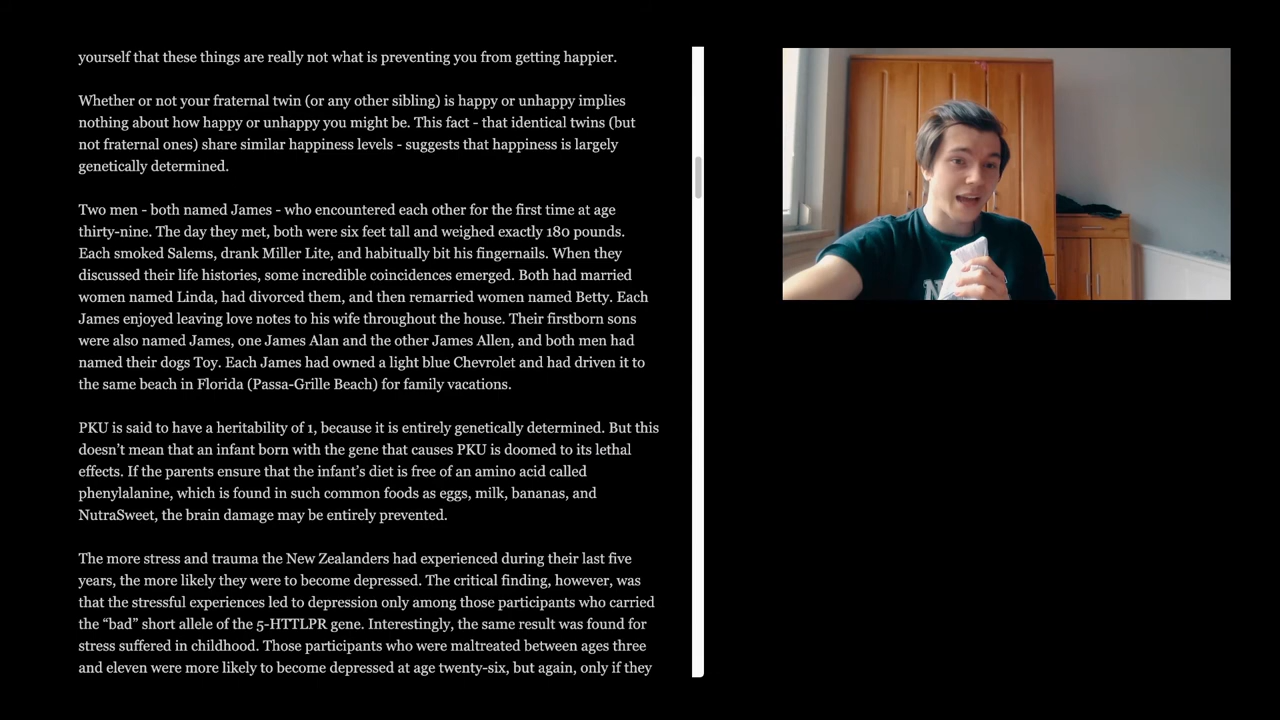 yourself that these things are really not what is preventing you from getting happier.
Whether or not your fraternal twin (or any other sibling) is happy or unhappy implies
nothing about how happy or unhappy you might be. This fact - that identical twins (but
not fraternal ones) share similar happiness levels - suggests that happiness is largely
genetically determined.
Two men - both named James - who encountered each other for the first time at age
thirty-nine. The day they met, both were six feet tall and weighed exactly 180 pounds.
Each smoked Salems, drank Miller Lite, and habitually bit his fingernails. When they
discussed their life histories, some incredible coincidences emerged. Both had married
women named Linda, had divorced them, and then remarried women named Betty. Each
James enjoyed leaving love notes to his wife throughout the house. Their firstborn sons
were also named James, one James Alan and the other James Allen, and both men had
named their dogs Toy. Each James had owned a light blue Chevrolet and had driven it to
the same beach in Florida (Passa-Grille Beach) for family vacations.
PKU is said to have a heritability of 1, because it is entirely genetically determined. But this
doesn’t mean that an infant born with the gene that causes PKU is doomed to its lethal
effects. If the parents ensure that the infant’s diet is free of an amino acid called
phenylalanine, which is found in such common foods as eggs, milk, bananas, and
NutraSweet, the brain damage may be entirely prevented.
The more stress and trauma the New Zealanders had experienced during their last five
years, the more likely they were to become depressed. The critical finding, however, was
that the stressful experiences led to depression only among those participants who carried
the “bad” short allele of the 5-HTTLPR gene. Interestingly, the same result was found for
stress suffered in childhood. Those participants who were maltreated between ages three
and eleven were more likely to become depressed at age twenty-six, but again, only if they